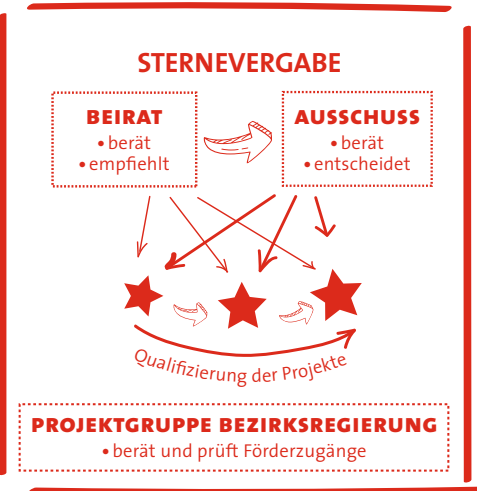 STERNEVERGABE
BEIRAT
• berät
• empfiehlt
AUSSCHUSS
• berät
• entscheidet
Qualifizierung der Projekte
PROJEKTGRUPPE BEZIRKSREGIERUNG
• berät und prüft Förderzugänge